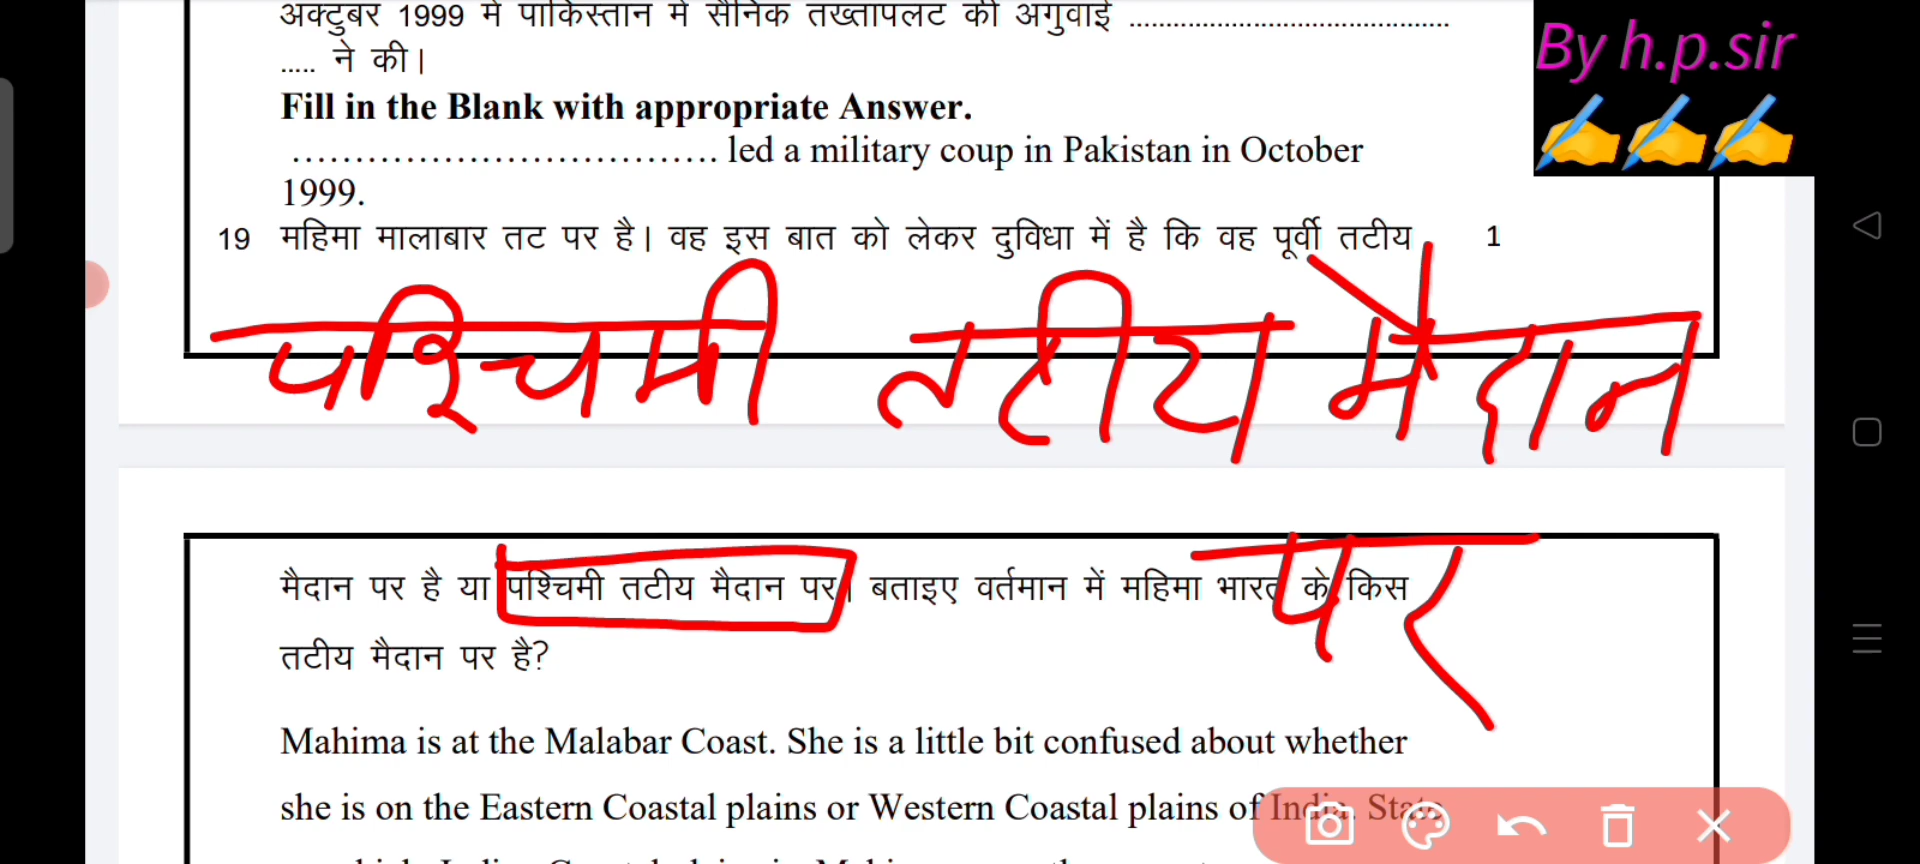 अक्टुबर 1999 में पाकिस्तान में सैनिक तख्तापलट की अगुवाई ..........................................
..... ने की।
Fill in the Blank with appropriate Answer.
.................................. led a military coup in Pakistan in October
1999.
19 महिमा मालाबार तट पर है। वह इस बात को लेकर दुविधा में है कि वह पूर्वी तटीय 1
पश्चिमी तटीय मैदान
पर
मैदान पर है या पश्चिमी तटीय मैदान पर। बताइए वर्तमान में महिमा भारत के किस
तटीय मैदान पर है?
Mahima is at the Malabar Coast. She is a little bit confused about whether
she is on the Eastern Coastal plains or Western Coastal plains of India. State
By h.p.sir